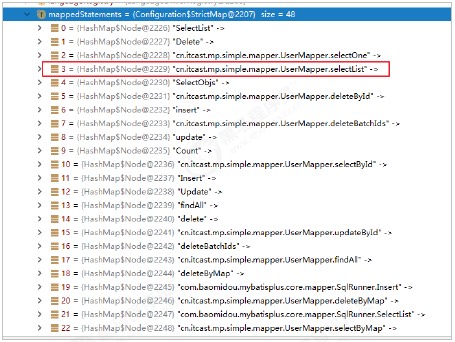 mappedStatements = {Configuration$StrictMap@2207} size = 48
0 = {HashMap$Node@2226} "SelectList" ->
1 = {HashMap$Node@2227} "Delete" ->
2 = {HashMap$Node@2228} "cn.itcast.mp.simple.mapper.UserMapper.selectOne" ->
3 = {HashMap$Node@2229} "cn.itcast.mp.simple.mapper.UserMapper.selectList" ->
4 = {HashMap$Node@2230} "SelectObjs" ->
5 = {HashMap$Node@2231} "cn.itcast.mp.simple.mapper.UserMapper.deleteById" ->
6 = {HashMap$Node@2232} "insert" ->
7 = {HashMap$Node@2233} "cn.itcast.mp.simple.mapper.UserMapper.deleteBatchIds" ->
8 = {HashMap$Node@2234} "update" ->
9 = {HashMap$Node@2235} "Count" ->
10 = {HashMap$Node@2236} "cn.itcast.mp.simple.mapper.UserMapper.selectById" ->
11 = {HashMap$Node@2237} "Insert" ->
12 = {HashMap$Node@2238} "Update" ->
13 = {HashMap$Node@2239} "findAll" ->
14 = {HashMap$Node@2240} "delete" ->
15 = {HashMap$Node@2241} "cn.itcast.mp.simple.mapper.UserMapper.updateById" ->
16 = {HashMap$Node@2242} "deleteBatchIds" ->
17 = {HashMap$Node@2243} "cn.itcast.mp.simple.mapper.UserMapper.findAll" ->
18 = {HashMap$Node@2244} "deleteByMap" ->
19 = {HashMap$Node@2245} "com.baomidou.mybatisplus.core.mapper.SqlRunner.Insert" ->
20 = {HashMap$Node@2246} "cn.itcast.mp.simple.mapper.UserMapper.deleteByMap" ->
21 = {HashMap$Node@2247} "com.baomidou.mybatisplus.core.mapper.SqlRunner.SelectList" ->
22 = {HashMap$Node@2248} "cn.itcast.mp.simple.mapper.UserMapper.selectByMap" ->